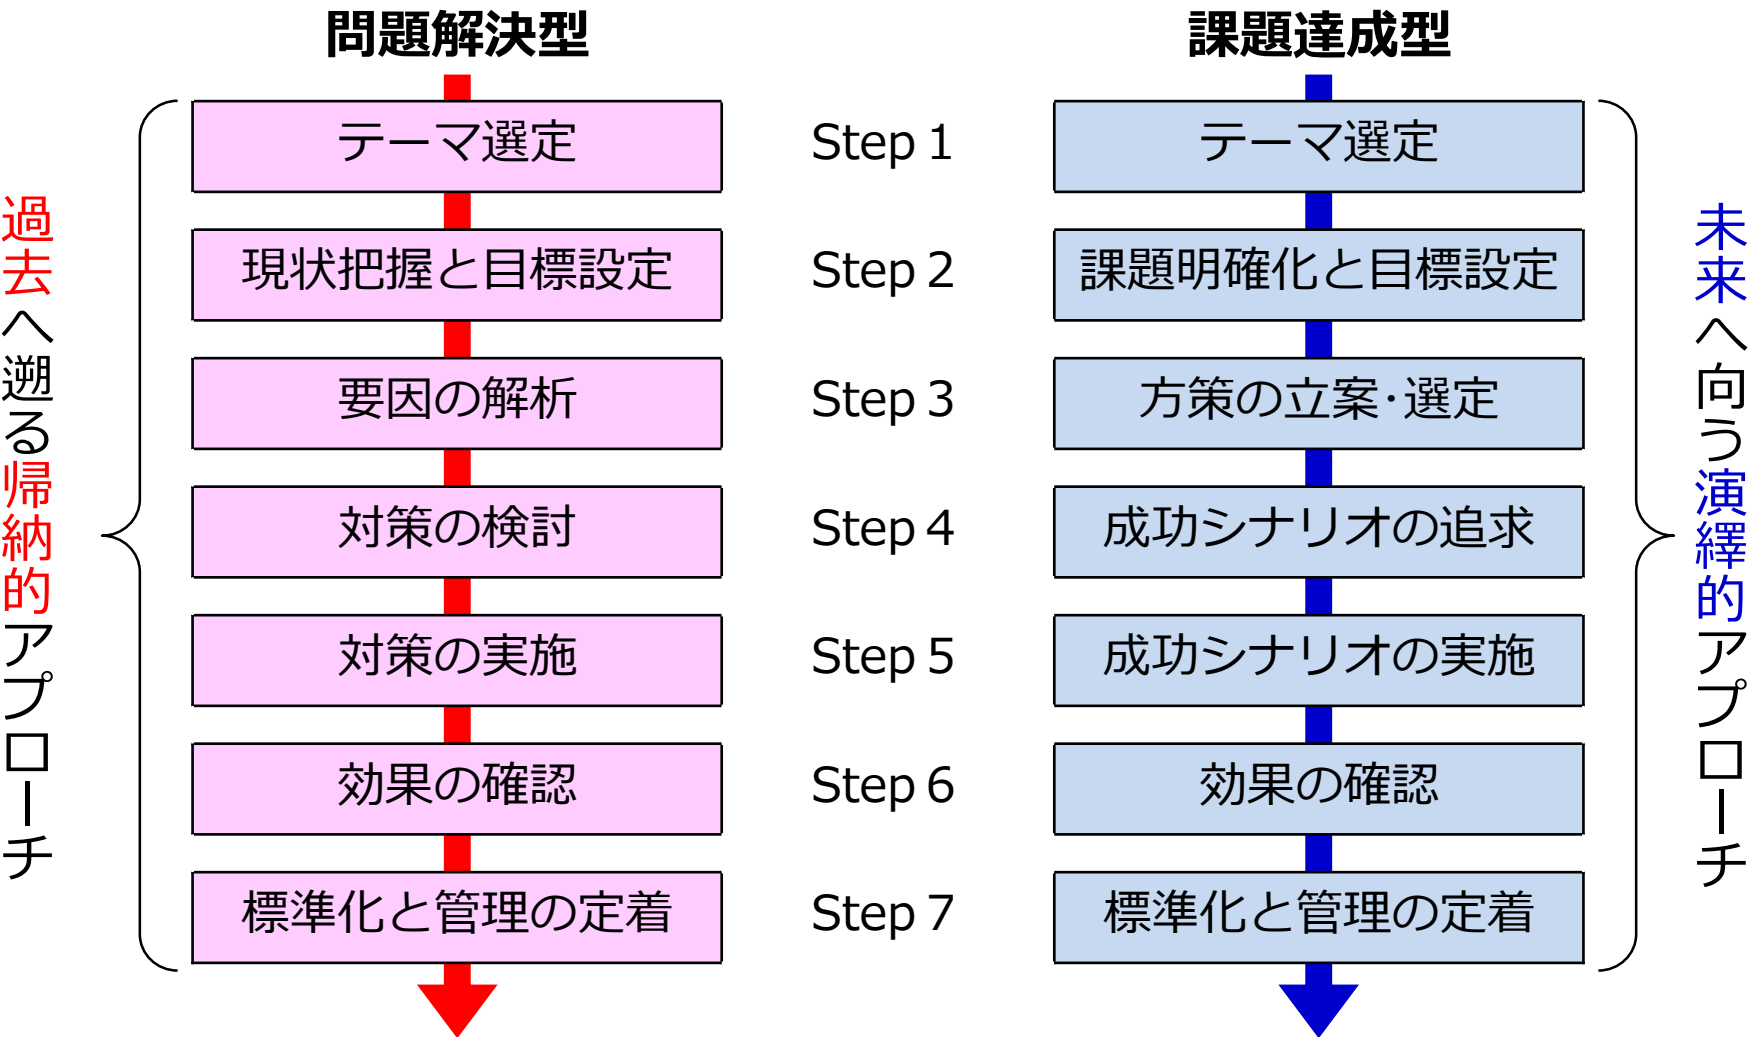 問題解決型
課題達成型
テーマ選定
Step 1
テーマ選定
現状把握と目標設定
Step 2
課題明確化と目標設定
要因の解析
Step 3
方策の立案･選定
対策の検討
Step 4
成功シナリオの追求
対策の実施
Step 5
成功シナリオの実施
効果の確認
Step 6
効果の確認
標準化と管理の定着
Step 7
標準化と管理の定着
過去へ遡る帰納的アプローチ
未来へ向う演繹的アプローチ